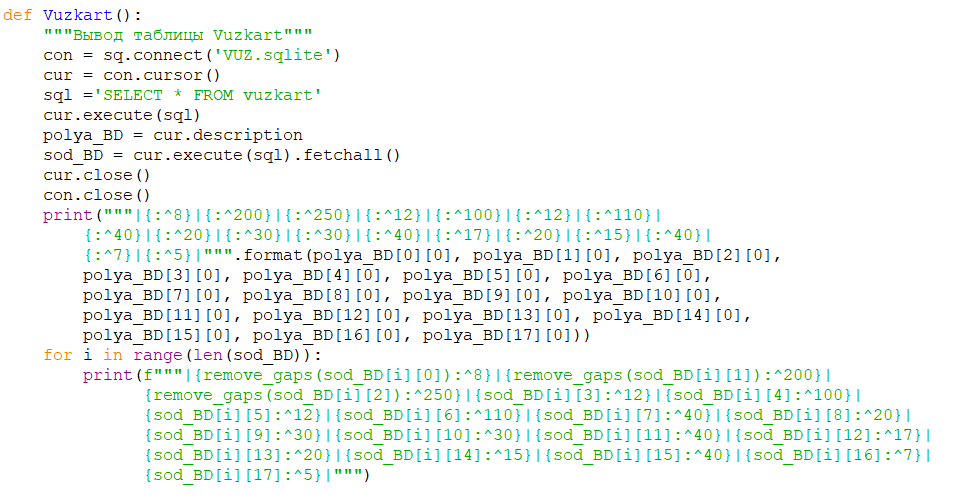 def Vuzkart():
    """Вывод таблицы Vuzkart"""
    con = sq.connect('VUZ.sqlite')
    cur = con.cursor()
    sql ='SELECT * FROM vuzkart'
    cur.execute(sql)
    polya_BD = cur.description
    sod_BD = cur.execute(sql).fetchall()
    cur.close()
    con.close()
    print("""|{:^8}|{:^200}|{:^250}|{:^12}|{:^100}|{:^12}|{:^110}|
        {:^40}|{:^20}|{:^30}|{:^30}|{:^40}|{:^17}|{:^20}|{:^15}|{:^40}|
        {:^7}|{:^5}|""".format(polya_BD[0][0], polya_BD[1][0], polya_BD[2][0],
        polya_BD[3][0], polya_BD[4][0], polya_BD[5][0], polya_BD[6][0],
        polya_BD[7][0], polya_BD[8][0], polya_BD[9][0], polya_BD[10][0],
        polya_BD[11][0], polya_BD[12][0], polya_BD[13][0], polya_BD[14][0],
        polya_BD[15][0], polya_BD[16][0], polya_BD[17][0]))
    for i in range(len(sod_BD)):
        print(f"""|{remove_gaps(sod_BD[i][0]):^8}|{remove_gaps(sod_BD[i][1]):^200}|
              {remove_gaps(sod_BD[i][2]):^250}|{sod_BD[i][3]:^12}|{sod_BD[i][4]:^100}|
              {sod_BD[i][5]:^12}|{sod_BD[i][6]:^110}|{sod_BD[i][7]:^40}|{sod_BD[i][8]:^20}|
              {sod_BD[i][9]:^30}|{sod_BD[i][10]:^30}|{sod_BD[i][11]:^40}|{sod_BD[i][12]:^17}|
              {sod_BD[i][13]:^20}|{sod_BD[i][14]:^15}|{sod_BD[i][15]:^40}|{sod_BD[i][16]:^7}|
              {sod_BD[i][17]:^5}|""")